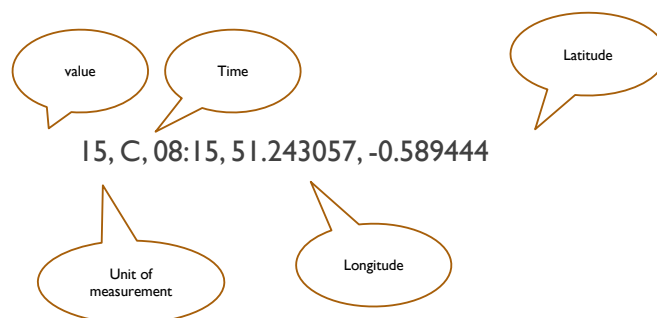 value
Time
Latitude
15, C, 08:15, 51.243057, -0.589444
Unit of
measurement
Longitude